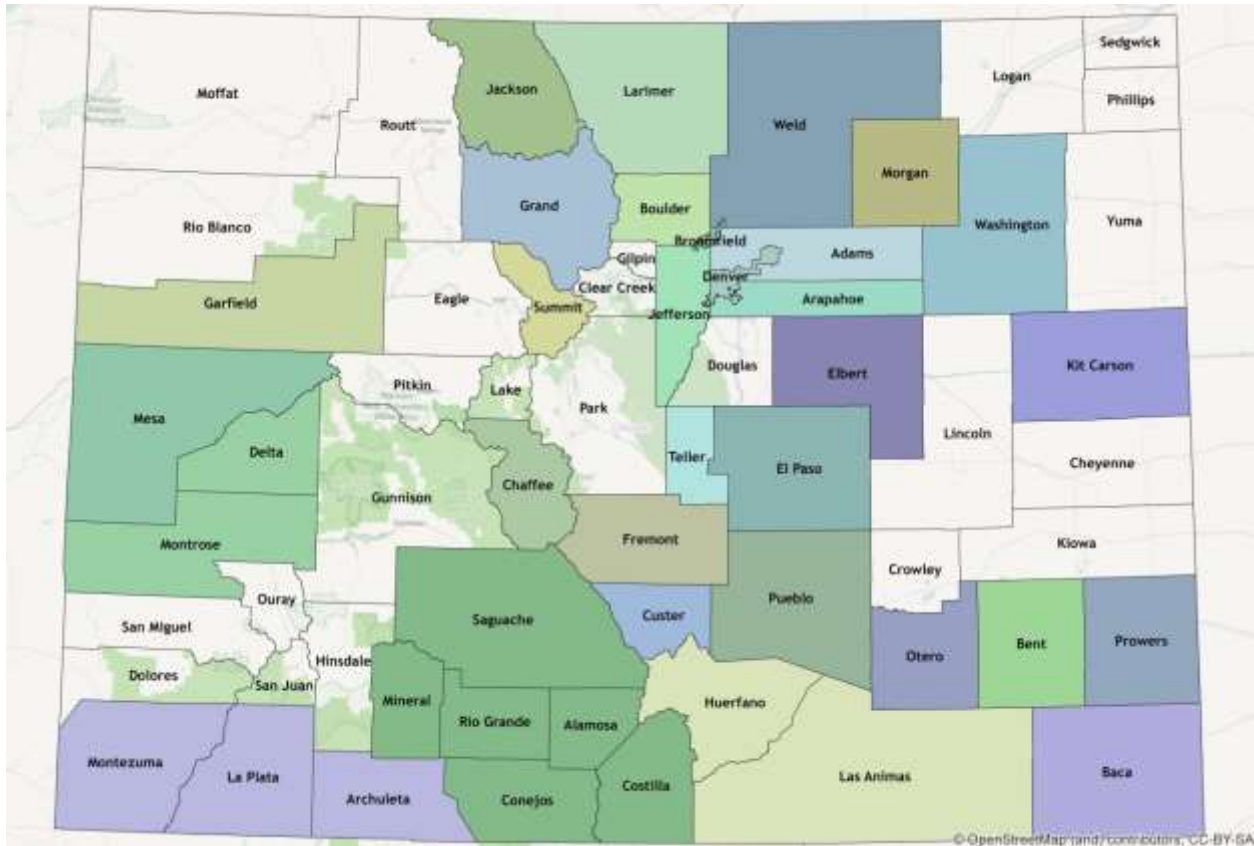 Sedgwick
Logan
Moffat
Jackson
Larimer
Phillips
Routt
Weld
Morgan
Grand
Boulder
Rio Blanco
Washington
Yuma
Broomfield
Gilpin
Adams
Denver
Clear Creek
Eagle
Garfield
Summit
Arapahoe
Jefferson
Douglas
Elbert
Kit Carson
Pitkin
Lake
Park
Mesa
Lincoln
Delta
Teller
El Paso
Cheyenne
Chaffee
Gunnison
Fremont
Montrose
Kiowa
Crowley
Ouray
Pueblo
Custer
Saguache
San Miguel
Bent
Prowers
Otero
Hinsdale
Dolores
San Juan
Mineral
Huerfano
Rio Grande
Alamosa
Montezuma
La Plata
Las Animas
Baca
Costilla
Archuleta
Conejos
© OpenStreetMap (and) contributors, CC-BY-SA